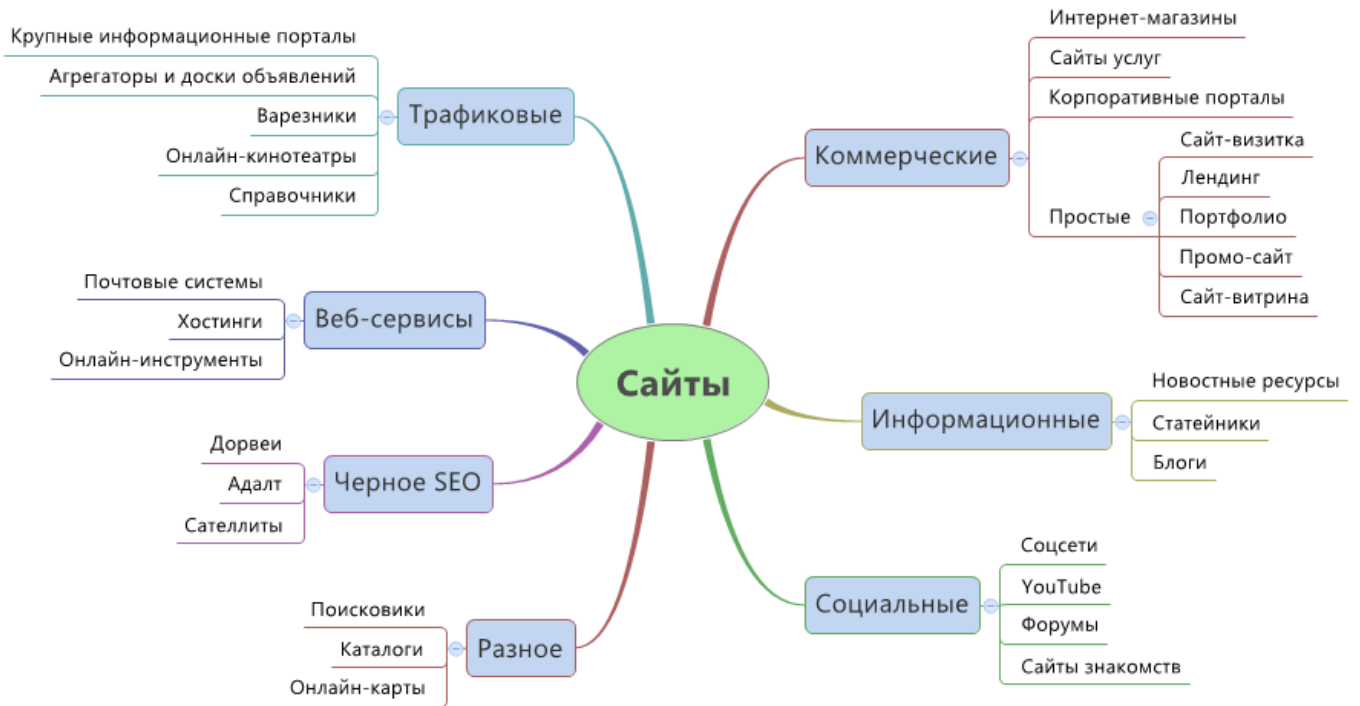 Сайты
Трафиковые
Крупные информационные порталы
Агрегаторы и доски объявлений
Варезники
Онлайн-кинотеатры
Справочники
Веб-сервисы
Почтовые системы
Хостинги
Онлайн-инструменты
Черное SEO
Дорвеи
Адалт
Сателлиты
Разное
Поисковики
Каталоги
Онлайн-карты
Коммерческие
Интернет-магазины
Сайты услуг
Корпоративные порталы
Простые
Сайт-визитка
Лендинг
Портфолио
Промо-сайт
Сайт-витрина
Информационные
Новостные ресурсы
Статейники
Блоги
Социальные
Соцсети
YouTube
Форумы
Сайты знакомств